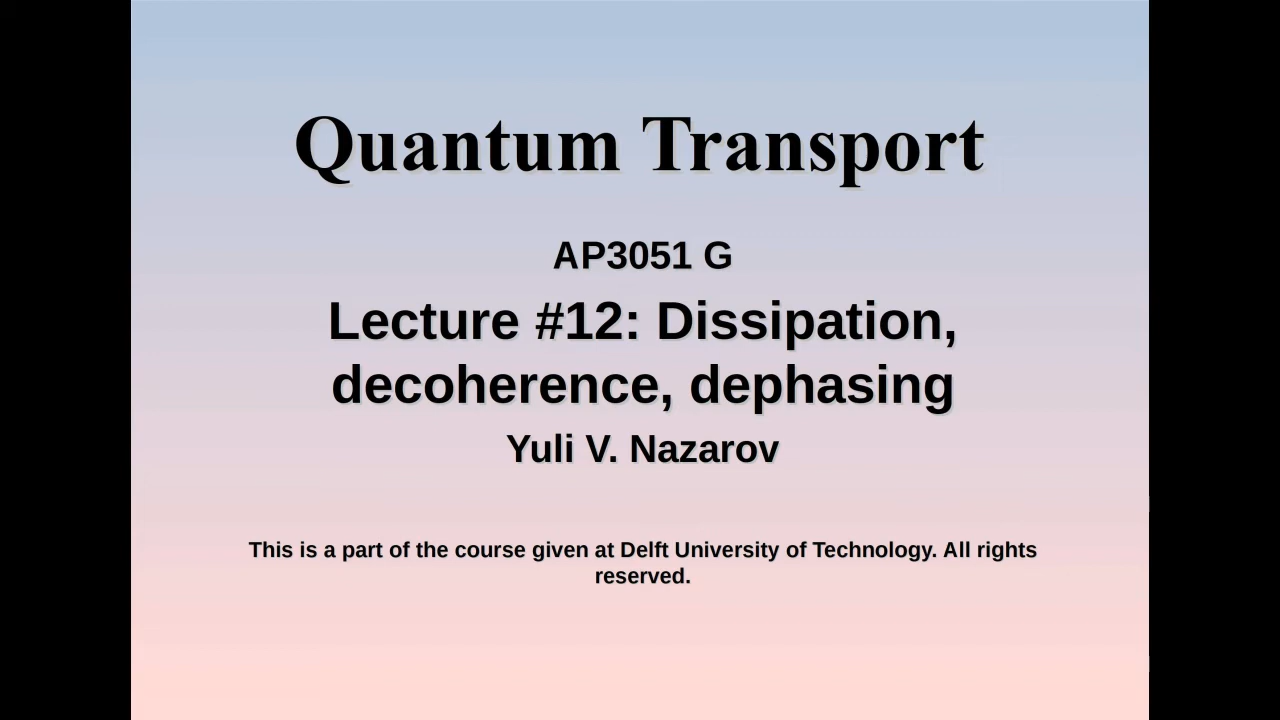 Quantum Transport
AP3051 G
Lecture #12: Dissipation,
decoherence, dephasing
Yuli V. Nazarov
This is a part of the course given at Delft University of Technology. All rights
reserved.